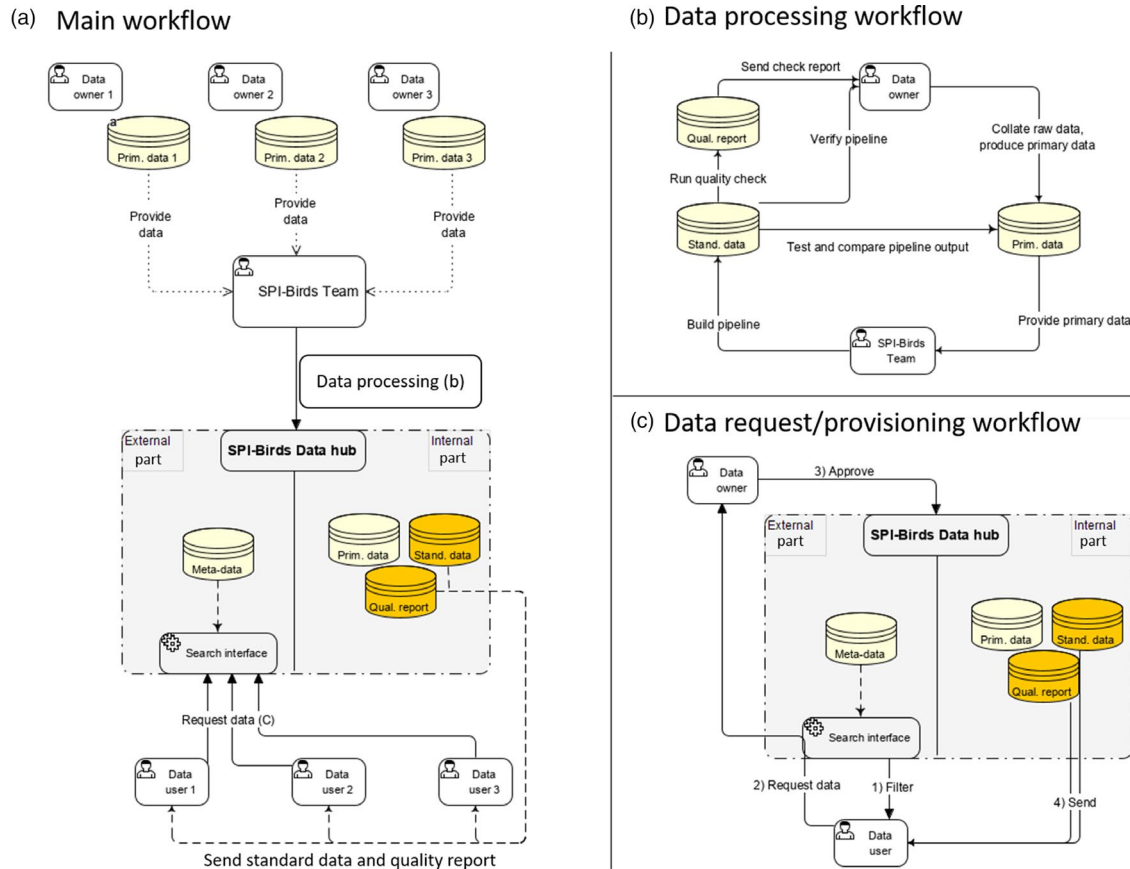 (a) Main workflow
Data
owner 1
Data
owner 2
Data
owner 3
a
Prim. data 1
Prim. data 2
Prim. data 3
Provide
data
Provide
data
Provide
data
SPI-Birds Team
Data processing (b)
External
part
SPI-Birds Data hub
Internal
part
Meta-data
Prim. data
Stand. data
Qual. report
Search interface
Request data (C)
Data
user 1
Data
user 2
Data
user 3
Send standard data and quality report
(b) Data processing workflow
Send check report
Data
owner
Qual. report
Verify pipeline
Collate raw data,
produce primary data
Run quality check
Stand. data
Test and compare pipeline output
Prim. data
Build pipeline
Provide primary data
SPI-Birds
Team
(c) Data request/provisioning workflow
Data
owner
3) Approve
External
part
SPI-Birds Data hub
Internal
part
Prim. data
Stand. data
Meta-data
Qual. report
Search interface
2) Request data
1) Filter
4) Send
Data
user